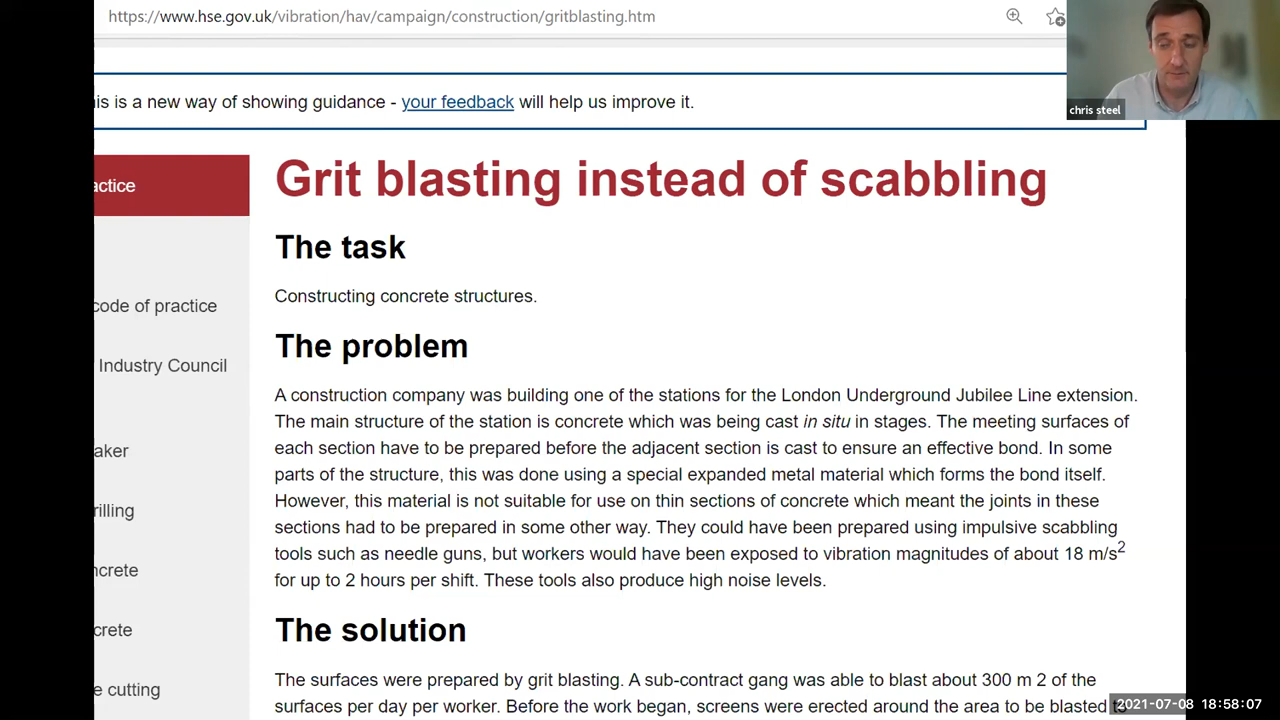 https://www.hse.gov.uk/vibration/hav/campaign/construction/gritblasting.htm
chris steel
his is a new way of showing guidance - your feedback will help us improve it.
actice
code of practice
Industry Council
aker
rilling
ncrete
crete
e cutting
Grit blasting instead of scabbling
The task
Constructing concrete structures.
The problem
A construction company was building one of the stations for the London Underground Jubilee Line extension.
The main structure of the station is concrete which was being cast in situ in stages. The meeting surfaces of
each section have to be prepared before the adjacent section is cast to ensure an effective bond. In some
parts of the structure, this was done using a special expanded metal material which forms the bond itself.
However, this material is not suitable for use on thin sections of concrete which meant the joints in these
sections had to be prepared in some other way. They could have been prepared using impulsive scabbling
tools such as needle guns, but workers would have been exposed to vibration magnitudes of about 18 m/s²
for up to 2 hours per shift. These tools also produce high noise levels.
The solution
The surfaces were prepared by grit blasting. A sub-contract gang was able to blast about 300 m 2 of the
surfaces per day per worker. Before the work began, screens were erected around the area to be blasted
2021-07-08 18:58:07